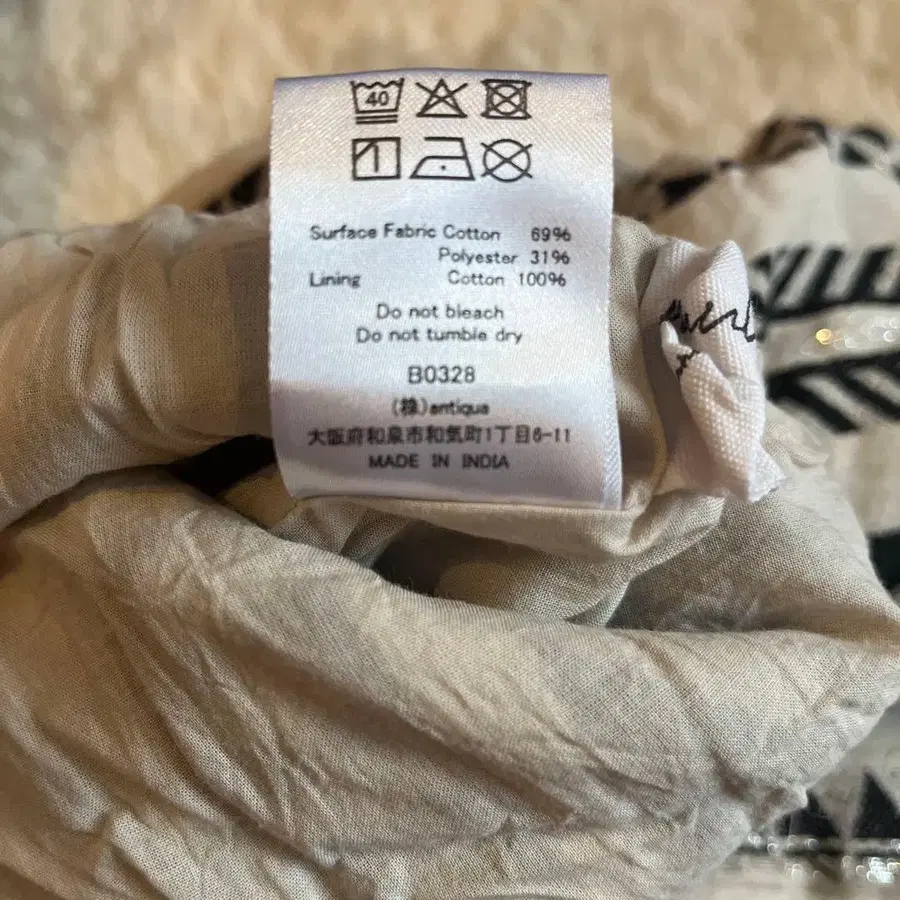 40
Surface Fabric Cotton 69%
Polyester 31%
Lining Cotton 100%
Do not bleach
Do not tumble dry
B0328
(株)antiqua
大阪府和泉市和気町1丁目6-11
MADE IN INDIA